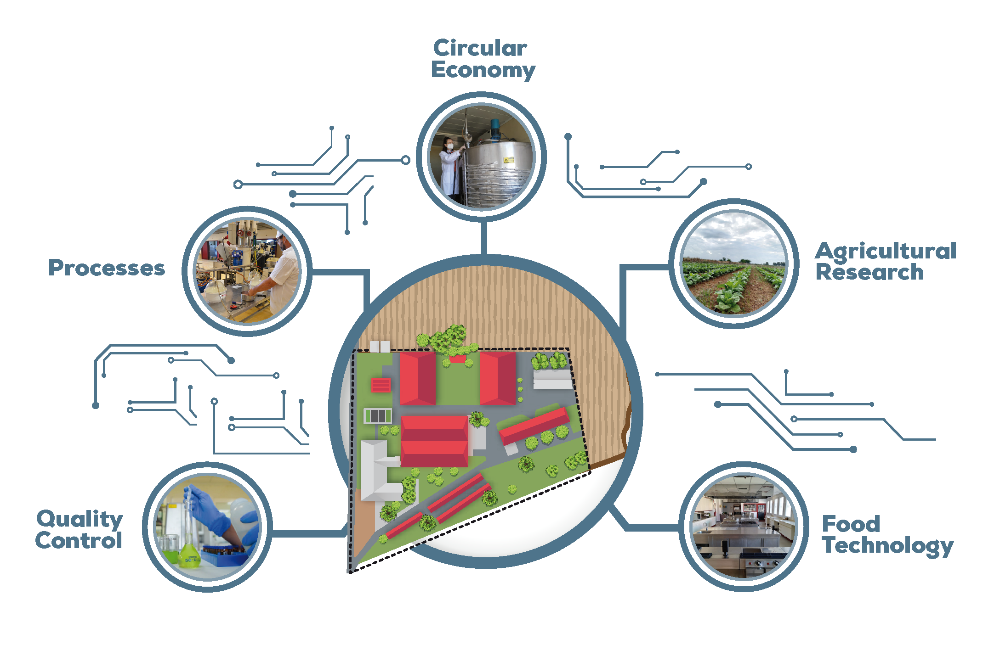 Circular
Economy
Processes
Agricultural
Research
Quality
Control
Food
Technology